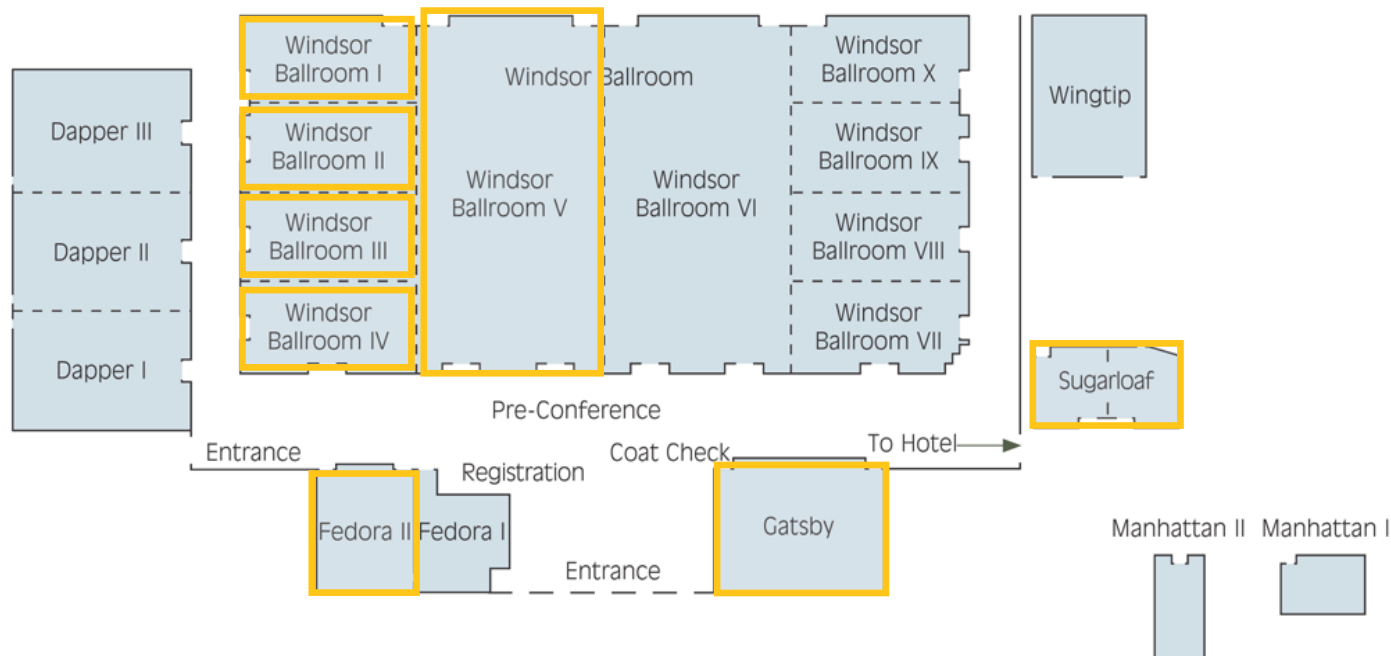 Windsor
Ballroom I
Windsor
Ballroom II
Windsor
Ballroom III
Windsor
Ballroom IV
Windsor Ballroom
Windsor
Ballroom V
Windsor
Ballroom VI
Windsor
Ballroom X
Windsor
Ballroom IX
Windsor
Ballroom VIII
Windsor
Ballroom VII
Dapper III
Dapper II
Dapper I
Wingtip
Sugarloaf
Pre-Conference
Entrance
Registration
Coat Check
To Hotel
Fedora II
Fedora I
Entrance
Gatsby
Manhattan II
Manhattan I